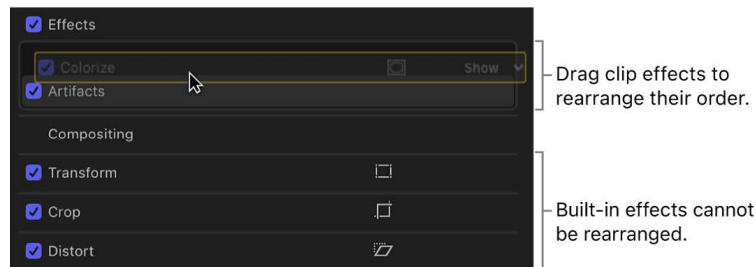 Effects
Colorize Show
Artifacts
Compositing
Transform
Crop
Distort
Drag clip effects to
rearrange their order.
Built-in effects cannot
be rearranged.